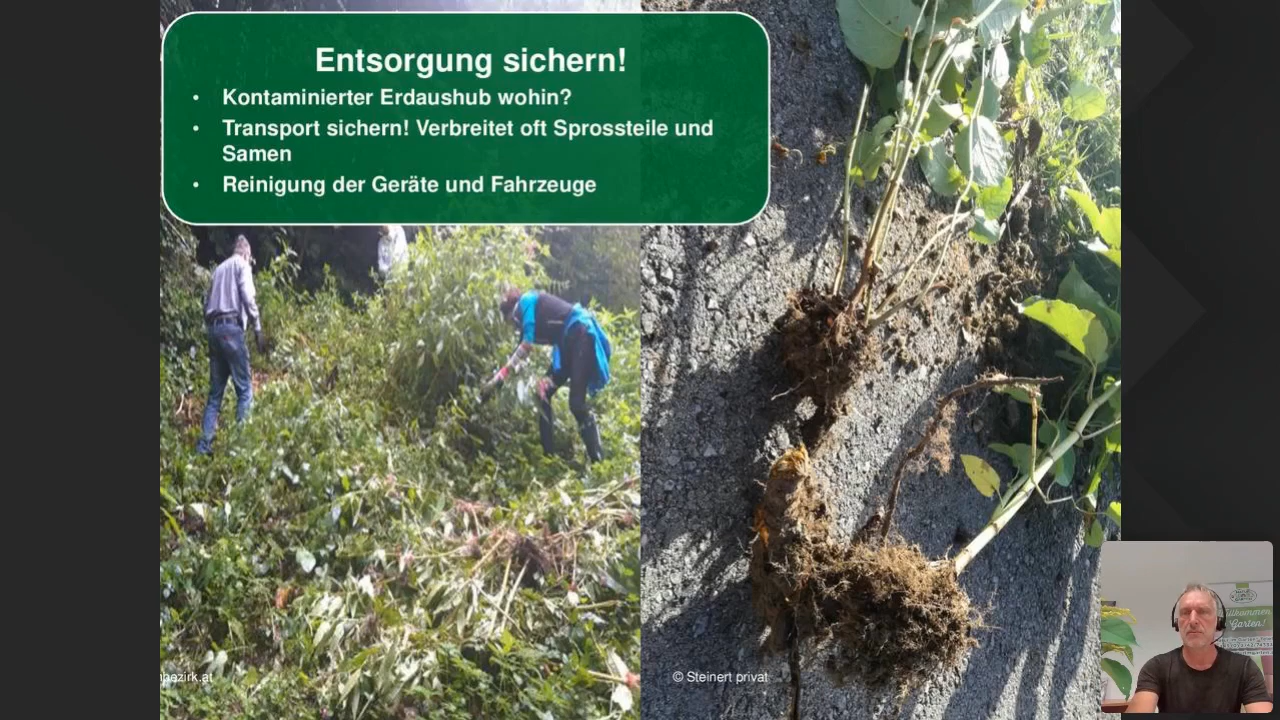 Entsorgung sichern!
• Kontaminierter Erdaushub wohin?
• Transport sichern! Verbreitet oft Sprossteile und
Samen
• Reinigung der Geräte und Fahrzeuge
© Steinert privat
Garten!